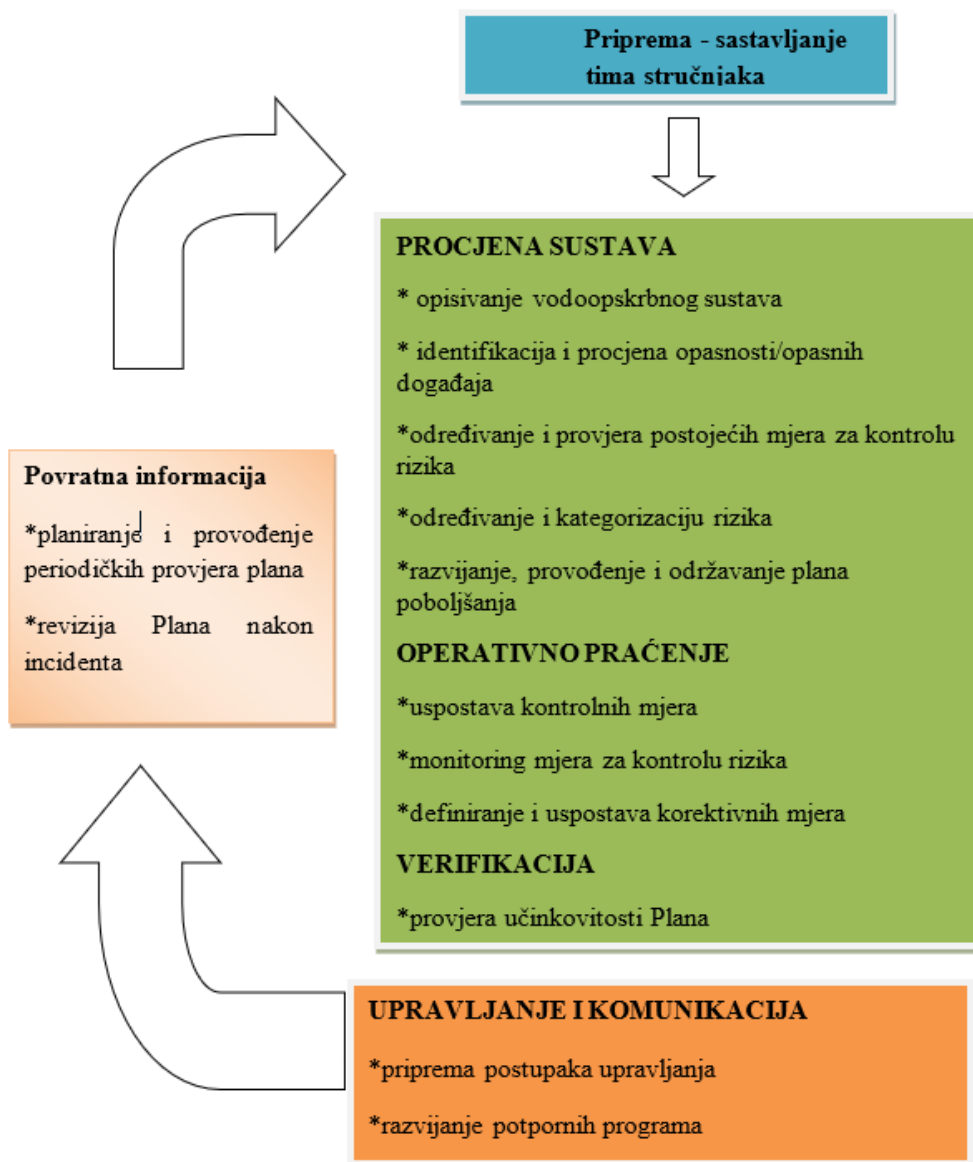 Priprema - sastavljanje
tima stručnjaka
PROCJENA SUSTAVA
* opisivanje vodoopskrbnog sustava
* identifikacija i procjena opasnosti/opasnih
događaja
*određivanje i provjera postojećih mjera za kontrolu
rizika
*određivanje i kategorizaciju rizika
*razvijanje, provođenje i održavanje plana
poboljšanja
OPERATIVNO PRAĆENJE
*uspostava kontrolnih mjera
*monitoring mjera za kontrolu rizika
*definiranje i uspostava korektivnih mjera
VERIFIKACIJA
*provjera učinkovitosti Plana
UPRAVLJANJE I KOMUNIKACIJA
*priprema postupaka upravljanja
*razvijanje potpornih programa
Povratna informacija
*planiranje i provođenje
periodičkih provjera plana
*revizija Plana nakon
incidenta